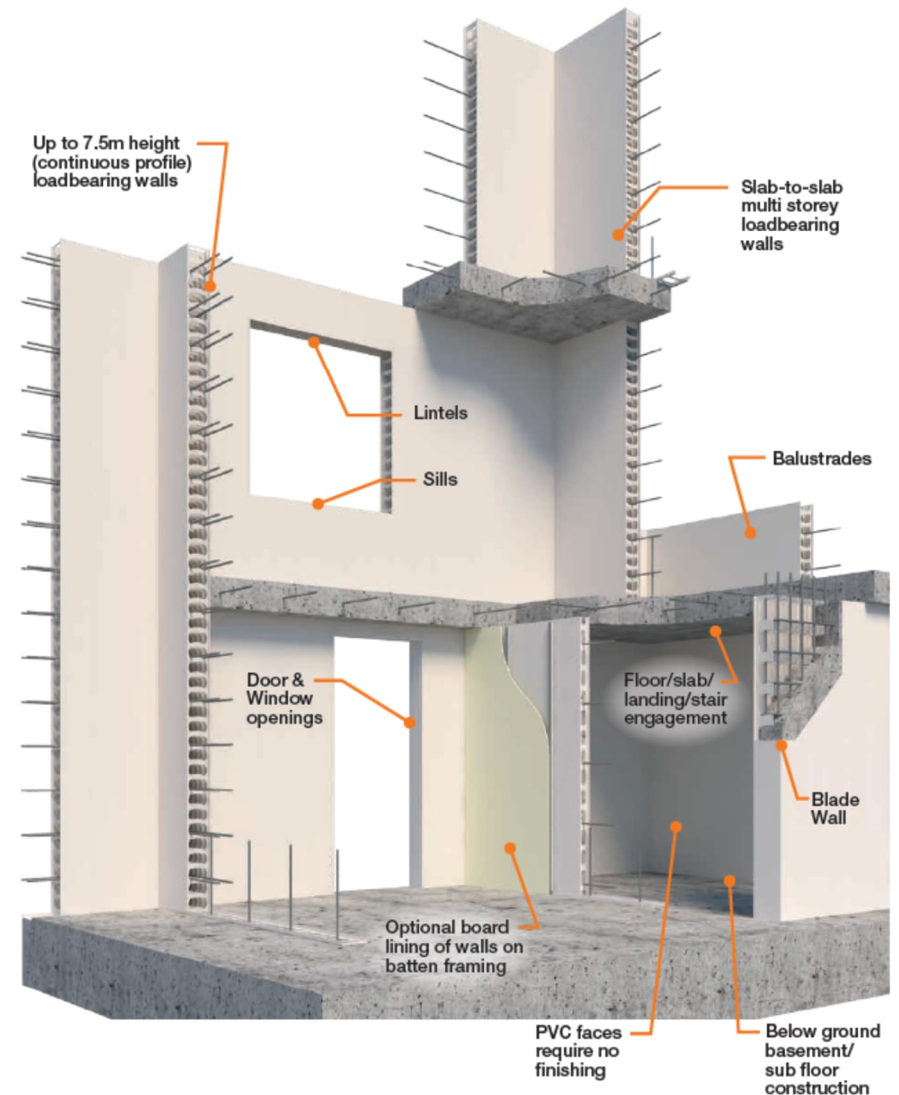 Up to 7.5m height
(continuous profile)
loadbearing walls
Slab-to-slab
multi storey
loadbearing
walls
Lintels
Sills
Balustrades
Door &
Window
openings
Floor/slab/
landing/stair
engagement
Blade
Wall
Optional board
lining of walls on
batten framing
PVC faces
require no
finishing
Below ground
basement/
sub floor
construction